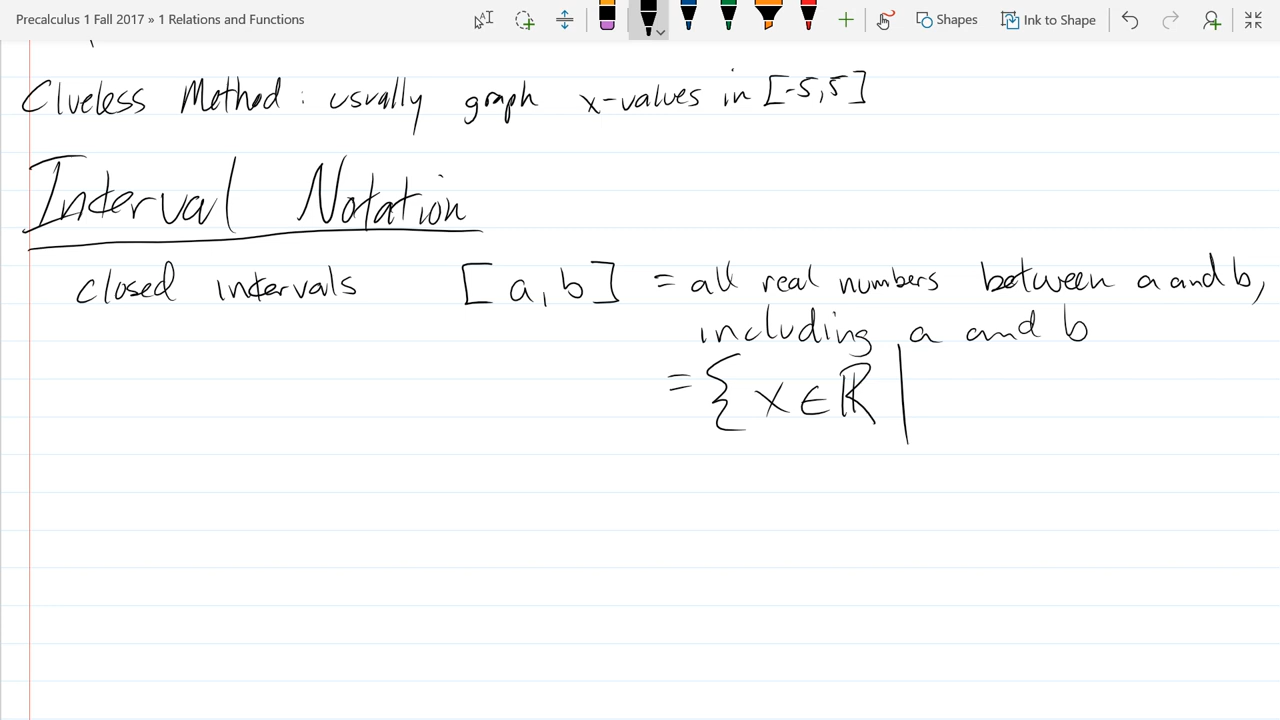 Precalculus 1 Fall 2017 » 1 Relations and Functions
Shapes
Ink to Shape
Clueless Method: usually graph x-values in [-5,5]
Interval Notation
closed intervals [a, b] = all real numbers between a and b,
including a and b
= { x ∈ ℝ |